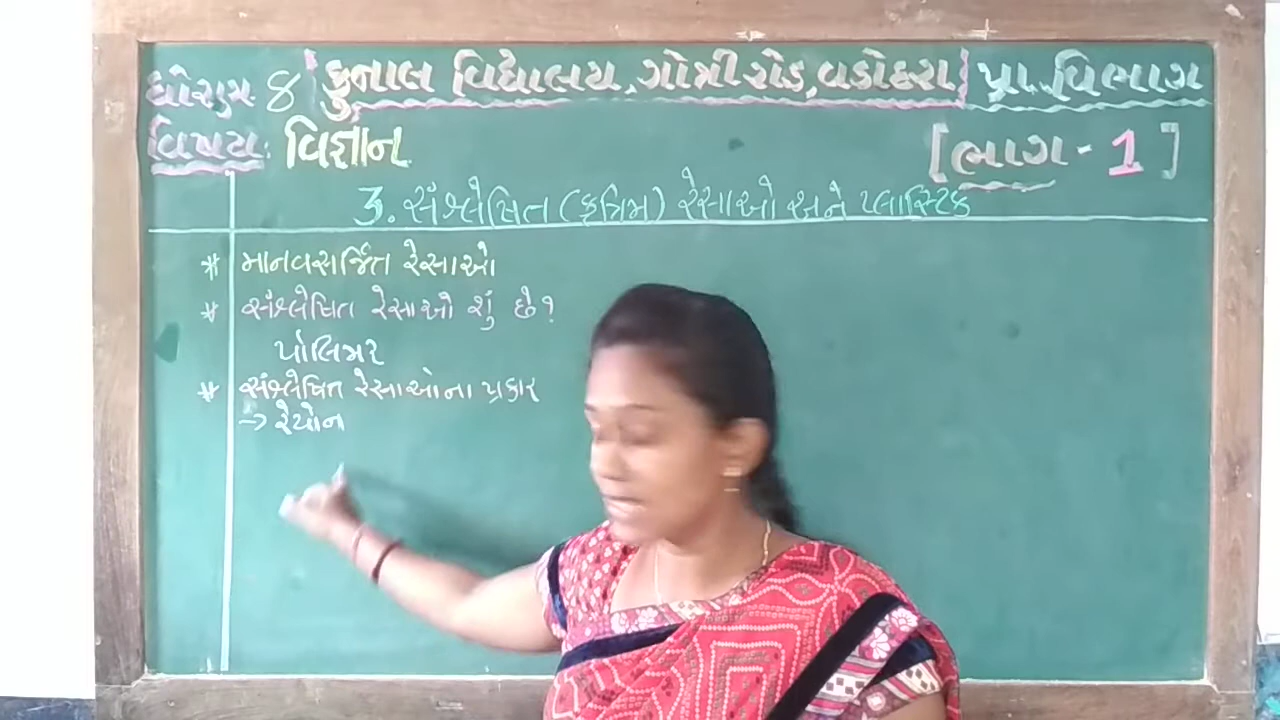 ધોરણ: 8 કુનાલ વિદ્યાલય, ગોત્રી રોડ, વડોદરા પ્રા. વિભાગ
વિષય: વિજ્ઞાન
[ભાગ - 1]
3. સંશ્લેષિત (કૃત્રિમ) રેસાઓ અને પ્લાસ્ટિક
* માનવસર્જિત રેસાઓ
* સંશ્લેષિત રેસાઓ શું છે?
પોલિમર
* સંશ્લેષિત રેસાઓના પ્રકાર
→ રેયોન